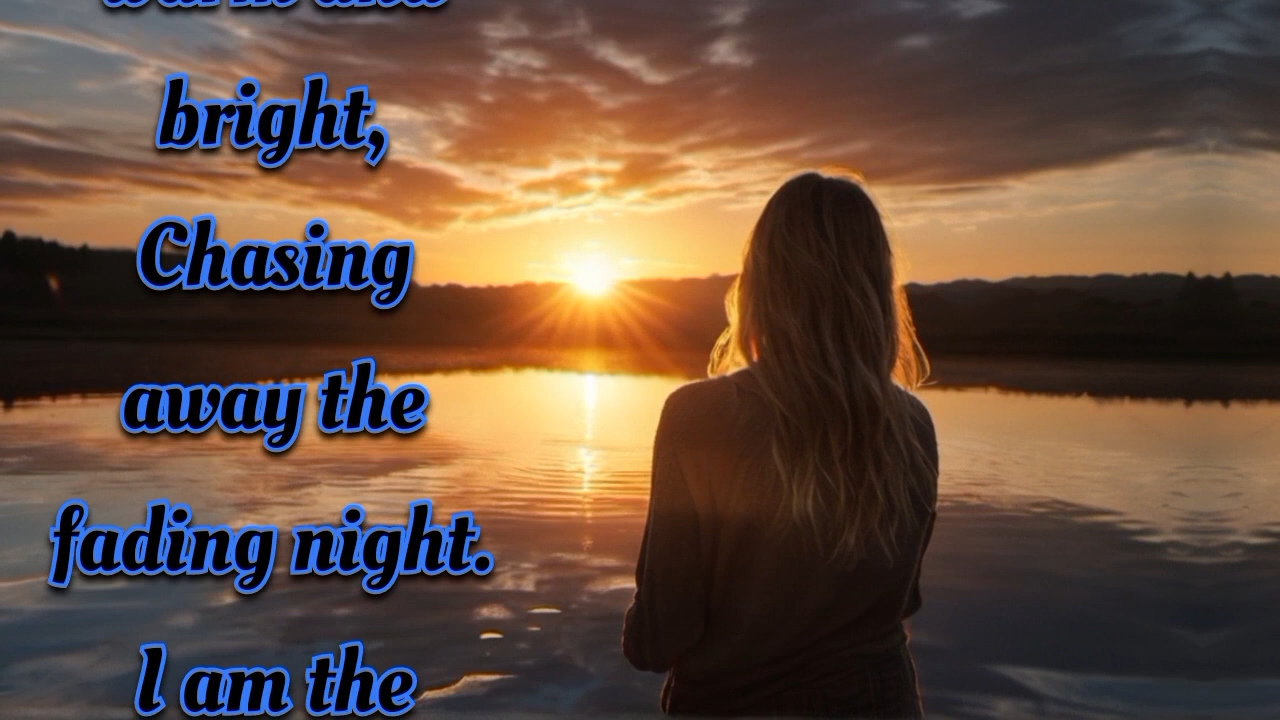 bright,
Chasing
away the
fading night.
I am the